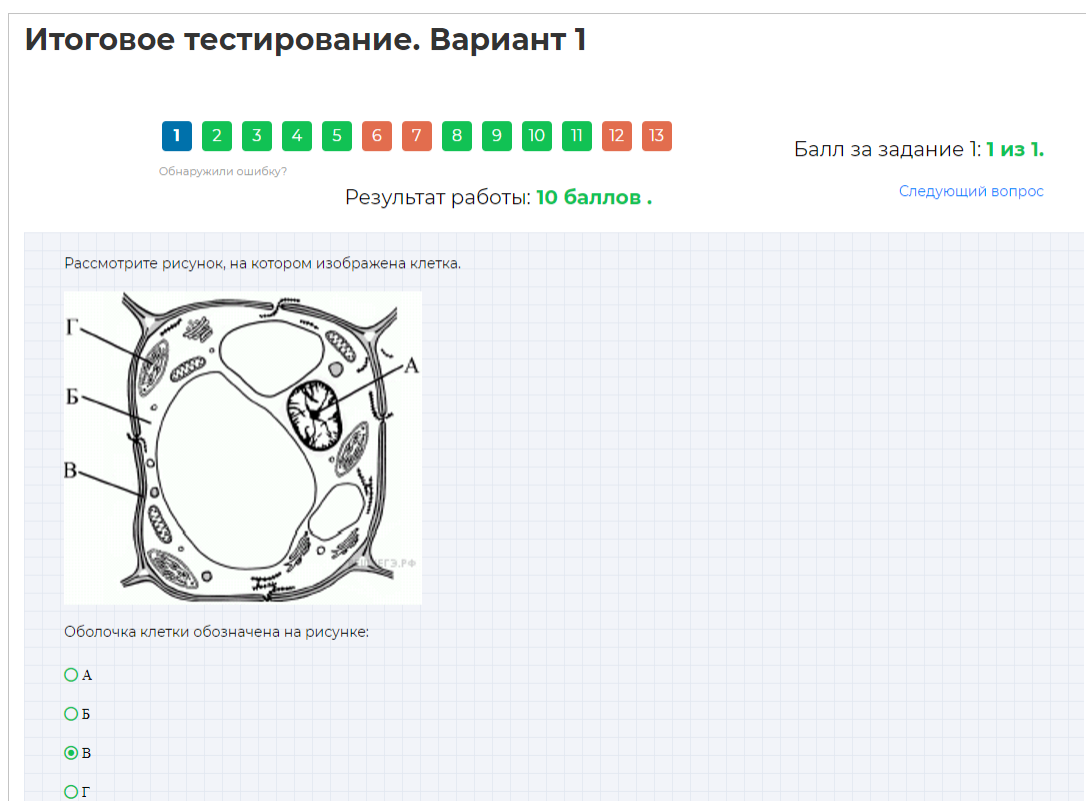 Итоговое тестирование. Вариант 1
1 2 3 4 5 6 7 8 9 10 11 12 13
Балл за задание 1: 1 из 1.
Обнаружили ошибку?
Следующий вопрос
Результат работы: 10 баллов .
Рассмотрите рисунок, на котором изображена клетка.
Г
А
Б
В
ЕГЭ.РФ
Оболочка клетки обозначена на рисунке:
А
Б
В
Г